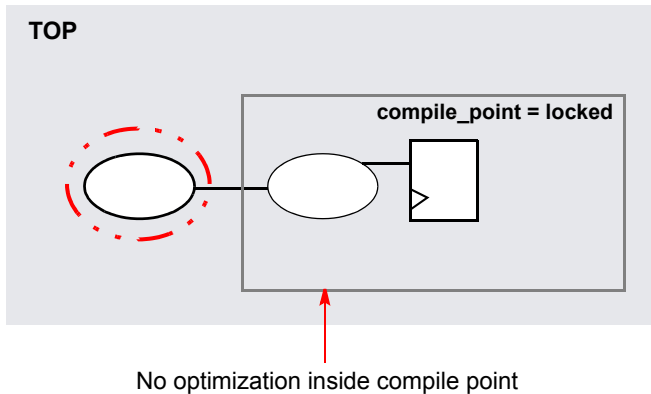 TOP
compile_point = locked
No optimization inside compile point